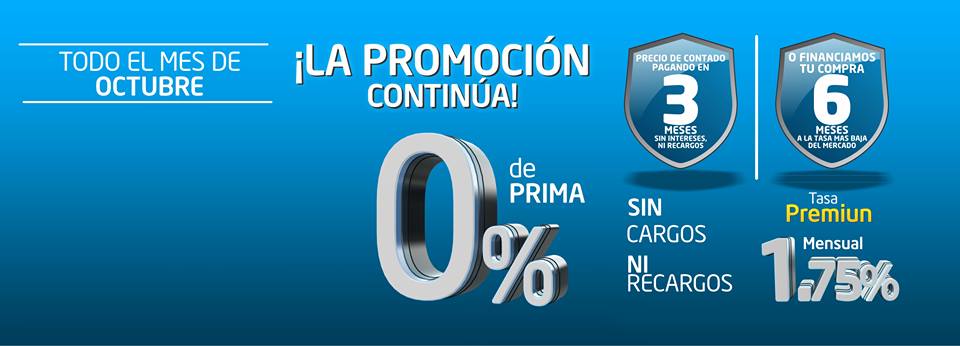 TODO EL MES DE
OCTUBRE
¡LA PROMOCIÓN
CONTINÚA!
0%
de
PRIMA
PRECIO DE CONTADO
PAGANDO EN
3
MESES
SIN INTERESES,
NI RECARGOS
SIN
CARGOS
NI
RECARGOS
O FINANCIAMOS
TU COMPRA
6
MESES
A LA TASA MAS BAJA
DEL MERCADO
Tasa
Premiun
Mensual
1.75%